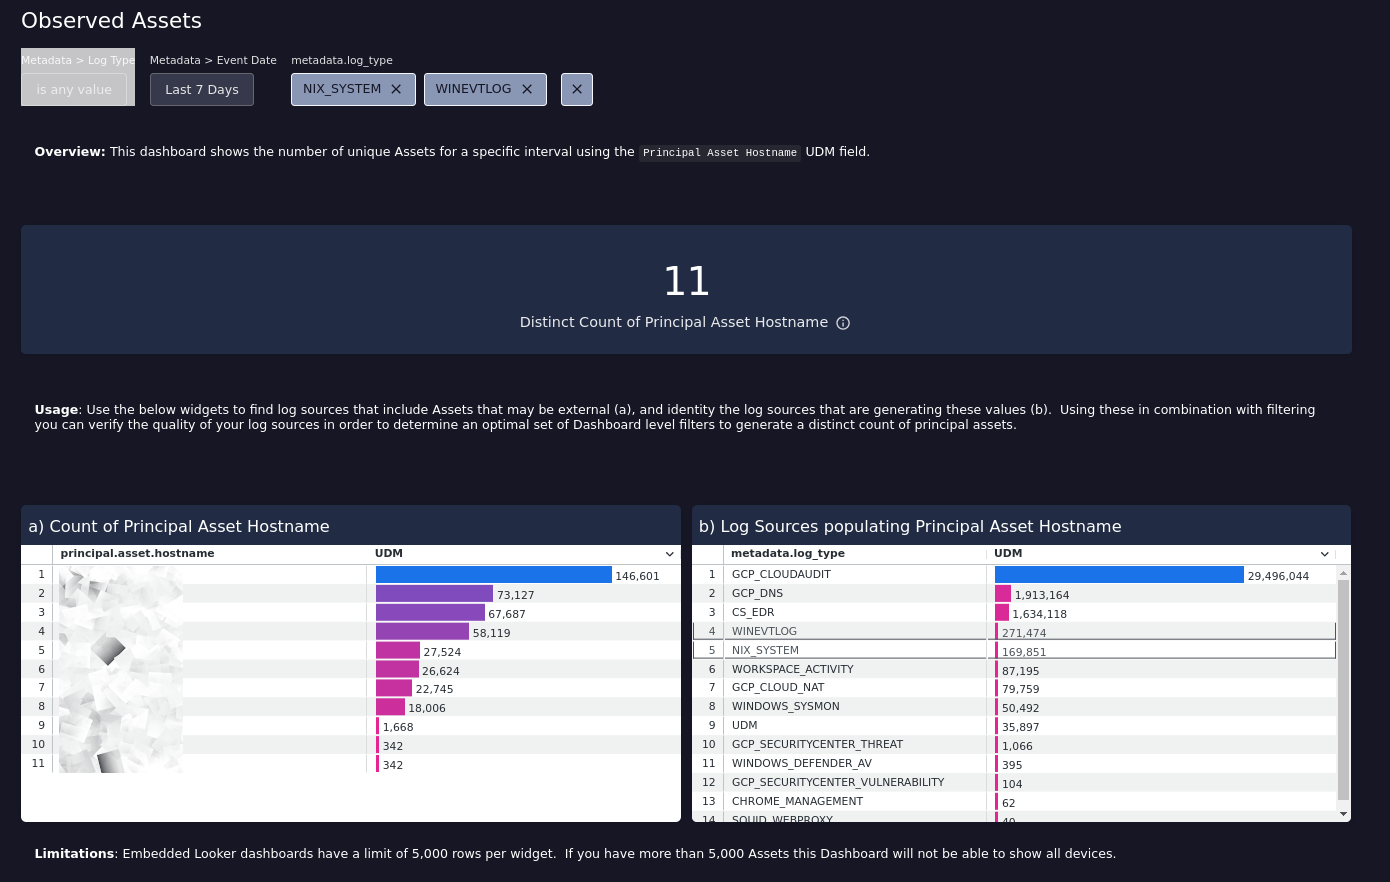 Observed Assets
Metadata > Log Type
is any value
Metadata > Event Date
Last 7 Days
metadata.log_type
NIX_SYSTEM
WINEVTLOG
Overview: This dashboard shows the number of unique Assets for a specific interval using the Principal Asset Hostname UDM field.
11
Distinct Count of Principal Asset Hostname
Usage: Use the below widgets to find log sources that include Assets that may be external (a), and identity the log sources that are generating these values (b).  Using these in combination with filtering
you can verify the quality of your log sources in order to determine an optimal set of Dashboard level filters to generate a distinct count of principal assets.
a) Count of Principal Asset Hostname
principal.asset.hostname UDM
1 146,601
2 73,127
3 67,687
4 58,119
5 27,524
6 26,624
7 22,745
8 18,006
9 1,668
10 342
11 342
b) Log Sources populating Principal Asset Hostname
metadata.log_type UDM
1 GCP_CLOUDAUDIT 29,496,044
2 GCP_DNS 1,913,164
3 CS_EDR 1,634,118
4 WINEVTLOG 271,474
5 NIX_SYSTEM 169,851
6 WORKSPACE_ACTIVITY 87,195
7 GCP_CLOUD_NAT 79,759
8 WINDOWS_SYSMON 50,492
9 UDM 35,897
10 GCP_SECURITYCENTER_THREAT 1,066
11 WINDOWS_DEFENDER_AV 395
12 GCP_SECURITYCENTER_VULNERABILITY 104
13 CHROME_MANAGEMENT 62
14 SQUID_WEBPROXY 40
Limitations: Embedded Looker dashboards have a limit of 5,000 rows per widget.  If you have more than 5,000 Assets this Dashboard will not be able to show all devices.